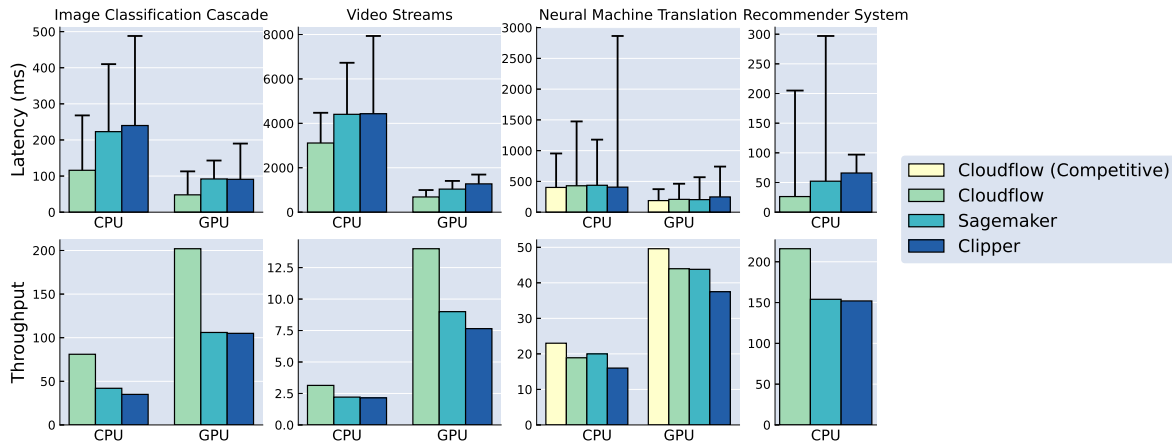 Image Classification Cascade
Video Streams
Neural Machine Translation
Recommender System
Latency (ms)
500
400
300
200
100
0
CPU
GPU
8000
6000
4000
2000
0
CPU
GPU
3000
2500
2000
1500
1000
500
0
CPU
GPU
300
250
200
150
100
50
0
CPU
Cloudflow (Competitive)
Cloudflow
Sagemaker
Clipper
Throughput
200
150
100
50
0
CPU
GPU
12.5
10.0
7.5
5.0
2.5
0.0
CPU
GPU
50
40
30
20
10
0
CPU
GPU
200
150
100
50
0
CPU